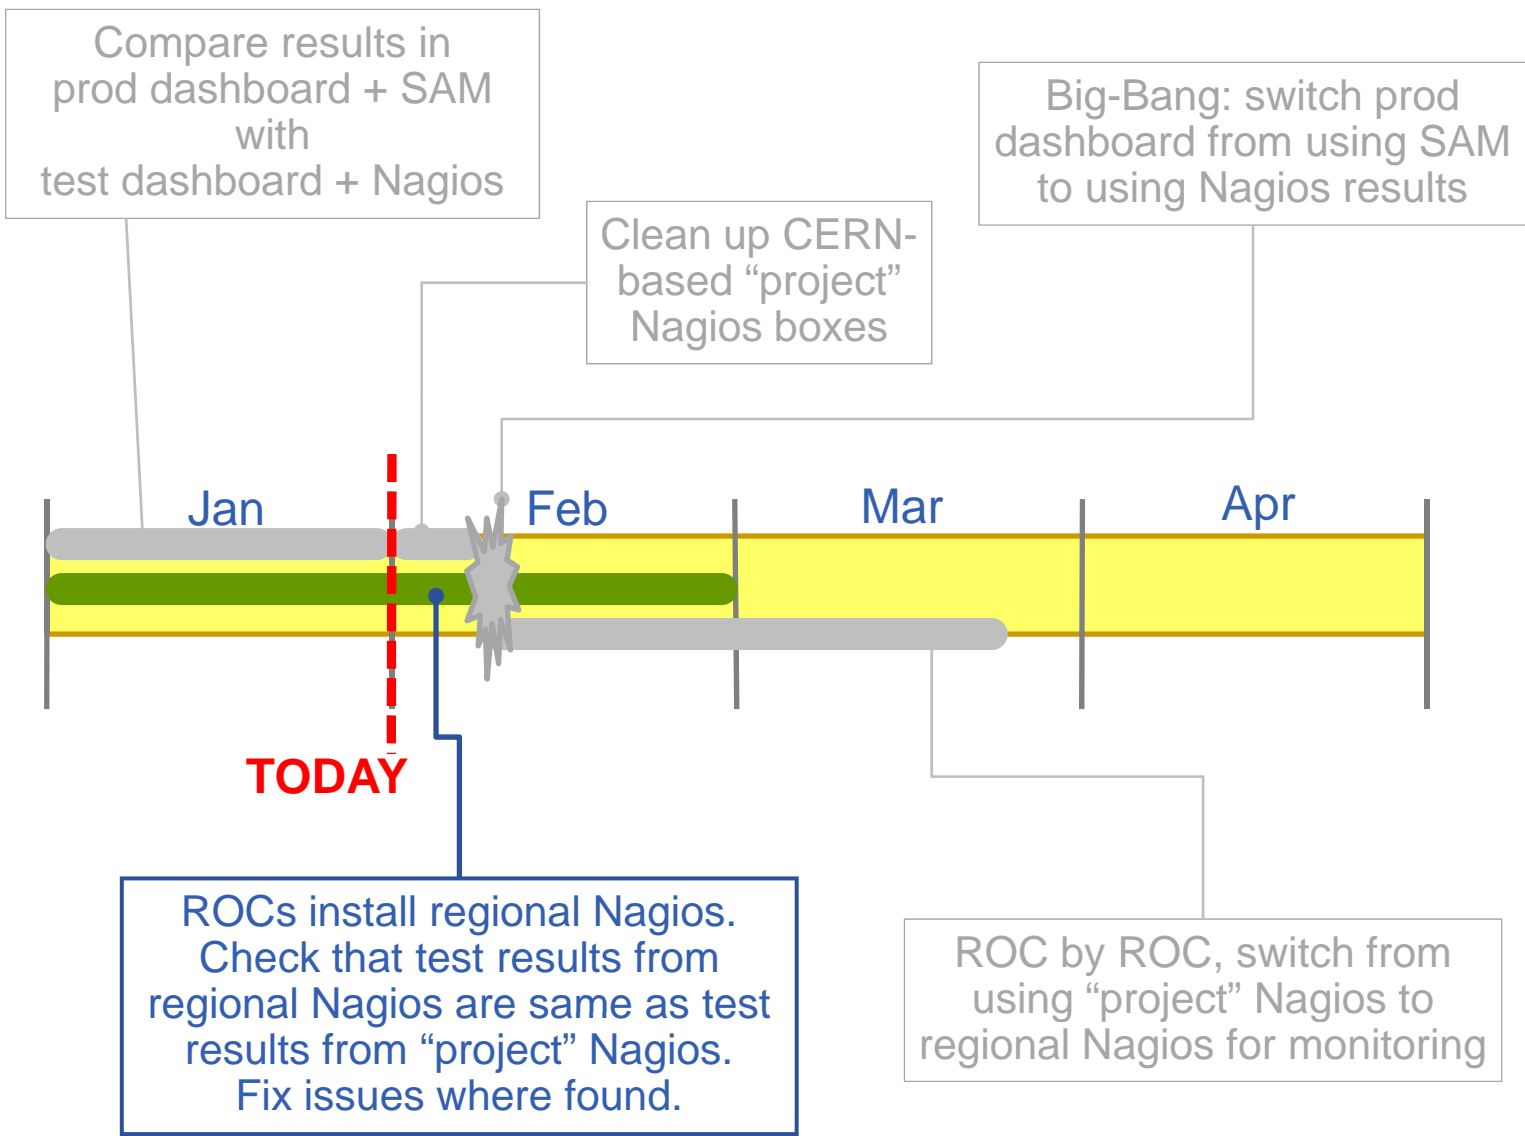 Compare results in
prod dashboard + SAM
with
test dashboard + Nagios
Big-Bang: switch prod
dashboard from using SAM
to using Nagios results
Clean up CERN-
based “project”
Nagios boxes
Jan
Feb
Mar
Apr
TODAY
ROCs install regional Nagios.
Check that test results from
regional Nagios are same as test
results from “project” Nagios.
Fix issues where found.
ROC by ROC, switch from
using “project” Nagios to
regional Nagios for monitoring